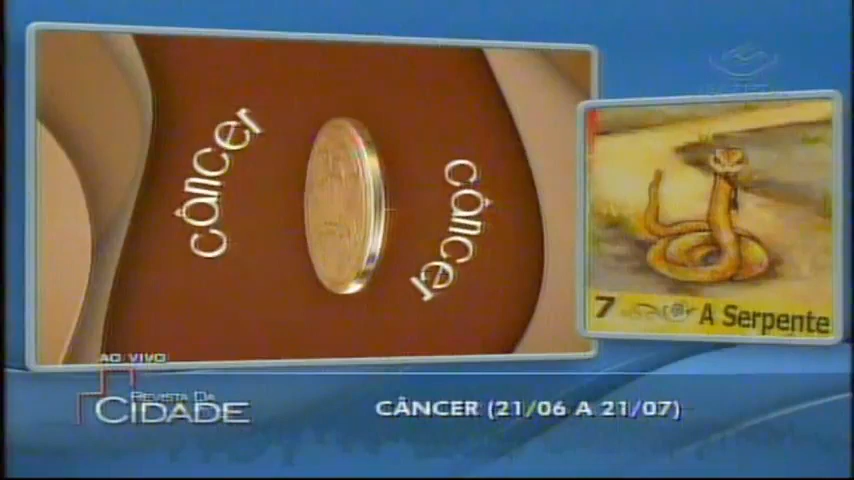 câncer
câncer
7 A Serpente
AO VIVO
REVISTA DA
CIDADE
CÂNCER (21/06 A 21/07)